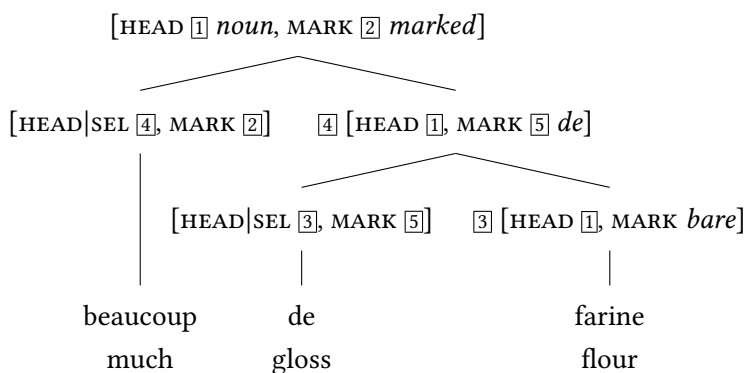 [HEAD 1 noun, MARK 2 marked]
[HEAD|SEL 4, MARK 2] 4 [HEAD 1, MARK 5 de]
[HEAD|SEL 3, MARK 5] 3 [HEAD 1, MARK bare]
beaucoup de farine
much gloss flour